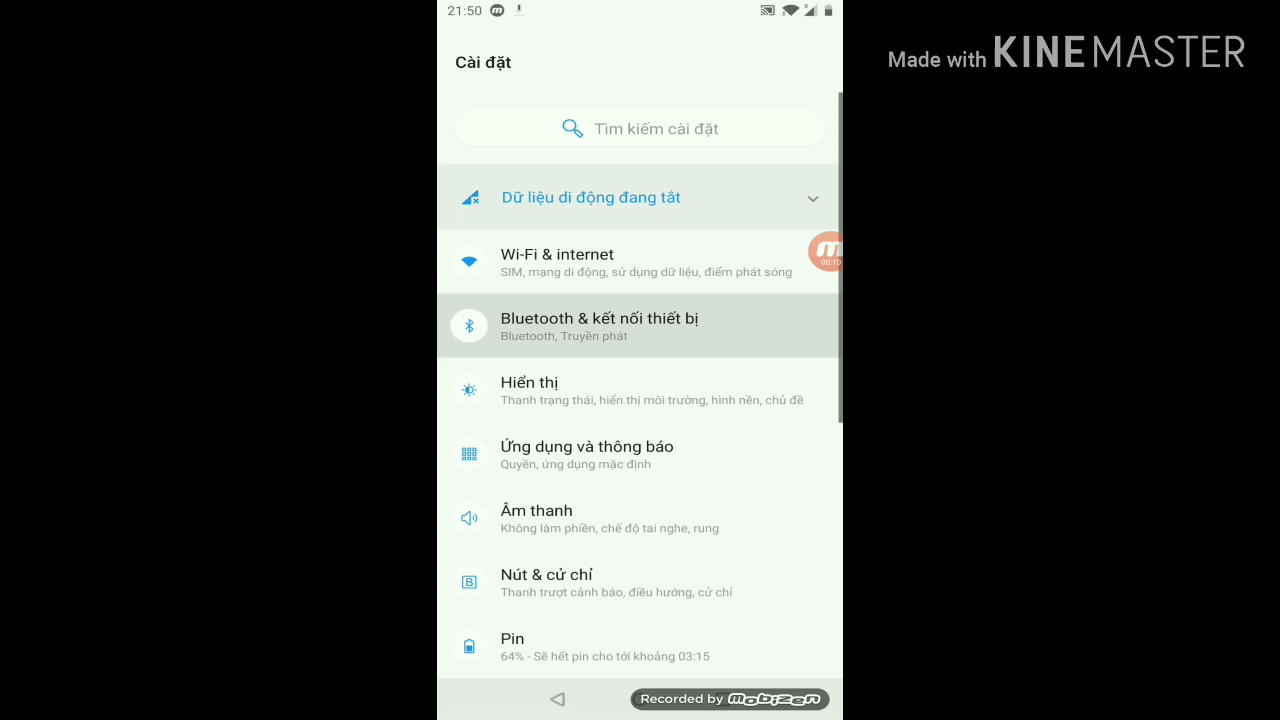 21:50
Made with KINEMASTER
Cài đặt
Tìm kiếm cài đặt
Dữ liệu di động đang tắt
Wi-Fi & internet
SIM, mạng di động, sử dụng dữ liệu, điểm phát sóng
00:10
Bluetooth & kết nối thiết bị
Bluetooth, Truyền phát
Hiển thị
Thanh trạng thái, hiển thị môi trường, hình nền, chủ đề
Ứng dụng và thông báo
Quyền, ứng dụng mặc định
Âm thanh
Không làm phiền, chế độ tai nghe, rung
Nút & cử chỉ
Thanh trượt cảnh báo, điều hướng, cử chỉ
Pin
64% - Sẽ hết pin cho tới khoảng 03:15
Recorded by mobizen